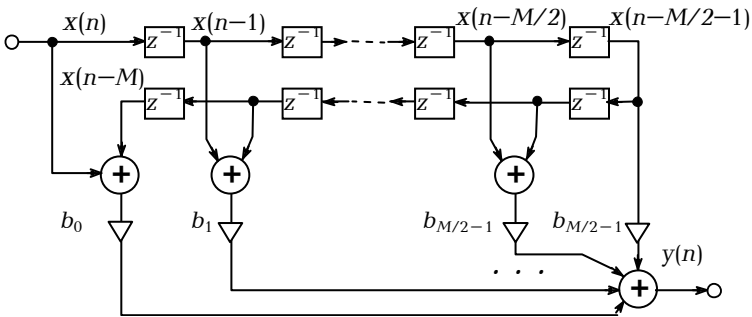 x(n) x(n−1) x(n−M/2) x(n−M/2−1)
z⁻¹ z⁻¹ z⁻¹ z⁻¹
x(n−M)
z⁻¹ z⁻¹ z⁻¹ z⁻¹
+ + +
b₀ b₁ b_{M/2−1} b_{M/2−1}
y(n)
. . .
+